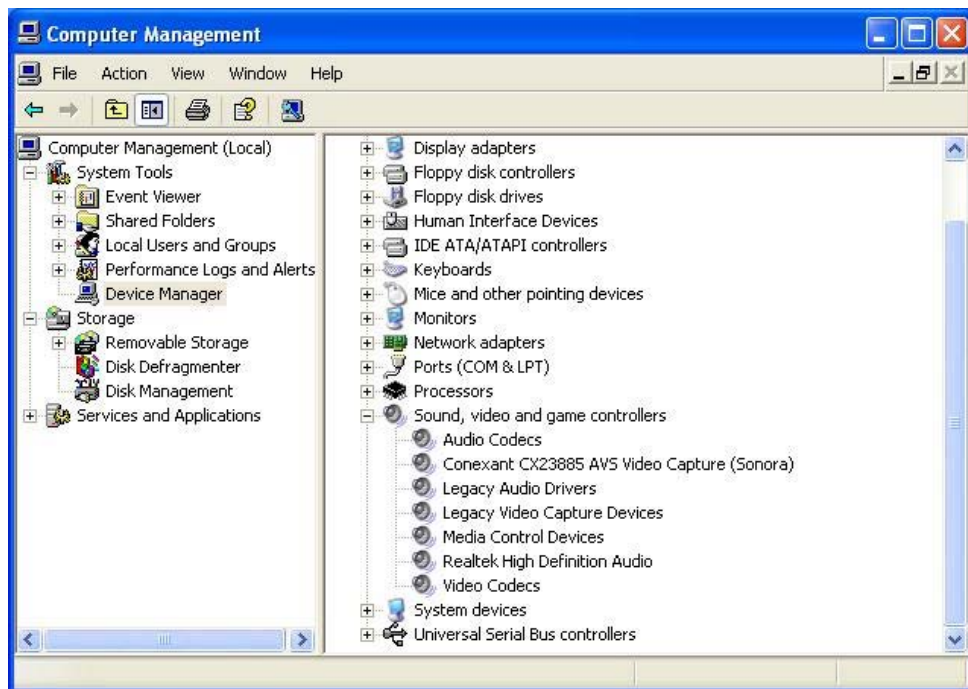 Computer Management
File Action View Window Help
Computer Management (Local)
System Tools
Event Viewer
Shared Folders
Local Users and Groups
Performance Logs and Alerts
Device Manager
Storage
Removable Storage
Disk Defragmenter
Disk Management
Services and Applications
Display adapters
Floppy disk controllers
Floppy disk drives
Human Interface Devices
IDE ATA/ATAPI controllers
Keyboards
Mice and other pointing devices
Monitors
Network adapters
Ports (COM & LPT)
Processors
Sound, video and game controllers
Audio Codecs
Conexant CX23885 AVS Video Capture (Sonora)
Legacy Audio Drivers
Legacy Video Capture Devices
Media Control Devices
Realtek High Definition Audio
Video Codecs
System devices
Universal Serial Bus controllers